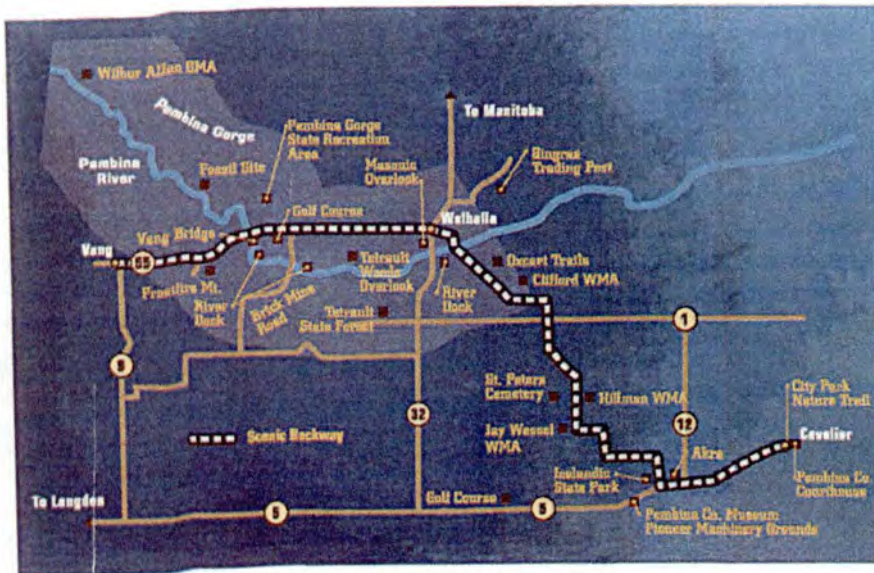 Wilbur Allen BMA
To Manitoba
Pembina Gorge
Pembina Gorge
State Recreation
Area
Pembina
River
Fossil Site
Masonic
Overlook
Gingras
Trading Post
Golf Course
Walhalla
Vang Bridge
Vang
55
Tetrault
Woods
Overlook
Oxcart Trails
Clifford WMA
Frostfire Mt.
River
Dock
Brick Mine
Road
River
Dock
Tetrault
State Forest
1
9
St. Peters
Cemetery
Hillman WMA
City Park
Nature Trail
32
12
Cavalier
Scenic Backway
Jay Wessel
WMA
Akra
Icelandic
State Park
Pembina Co.
Courthouse
To Langdon
Golf Course
5
5
Pembina Co. Museum
Pioneer Machinery Grounds